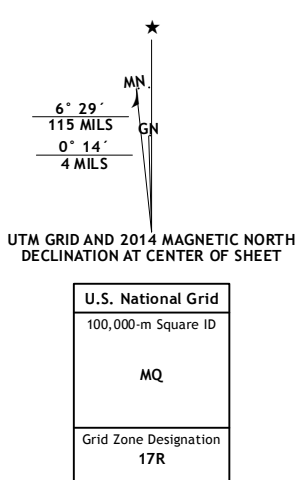 ★
MN
6° 29´
115 MILS
GN
0° 14´
4 MILS
UTM GRID AND 2014 MAGNETIC NORTH
DECLINATION AT CENTER OF SHEET
U.S. National Grid
100,000-m Square ID
MQ
Grid Zone Designation
17R